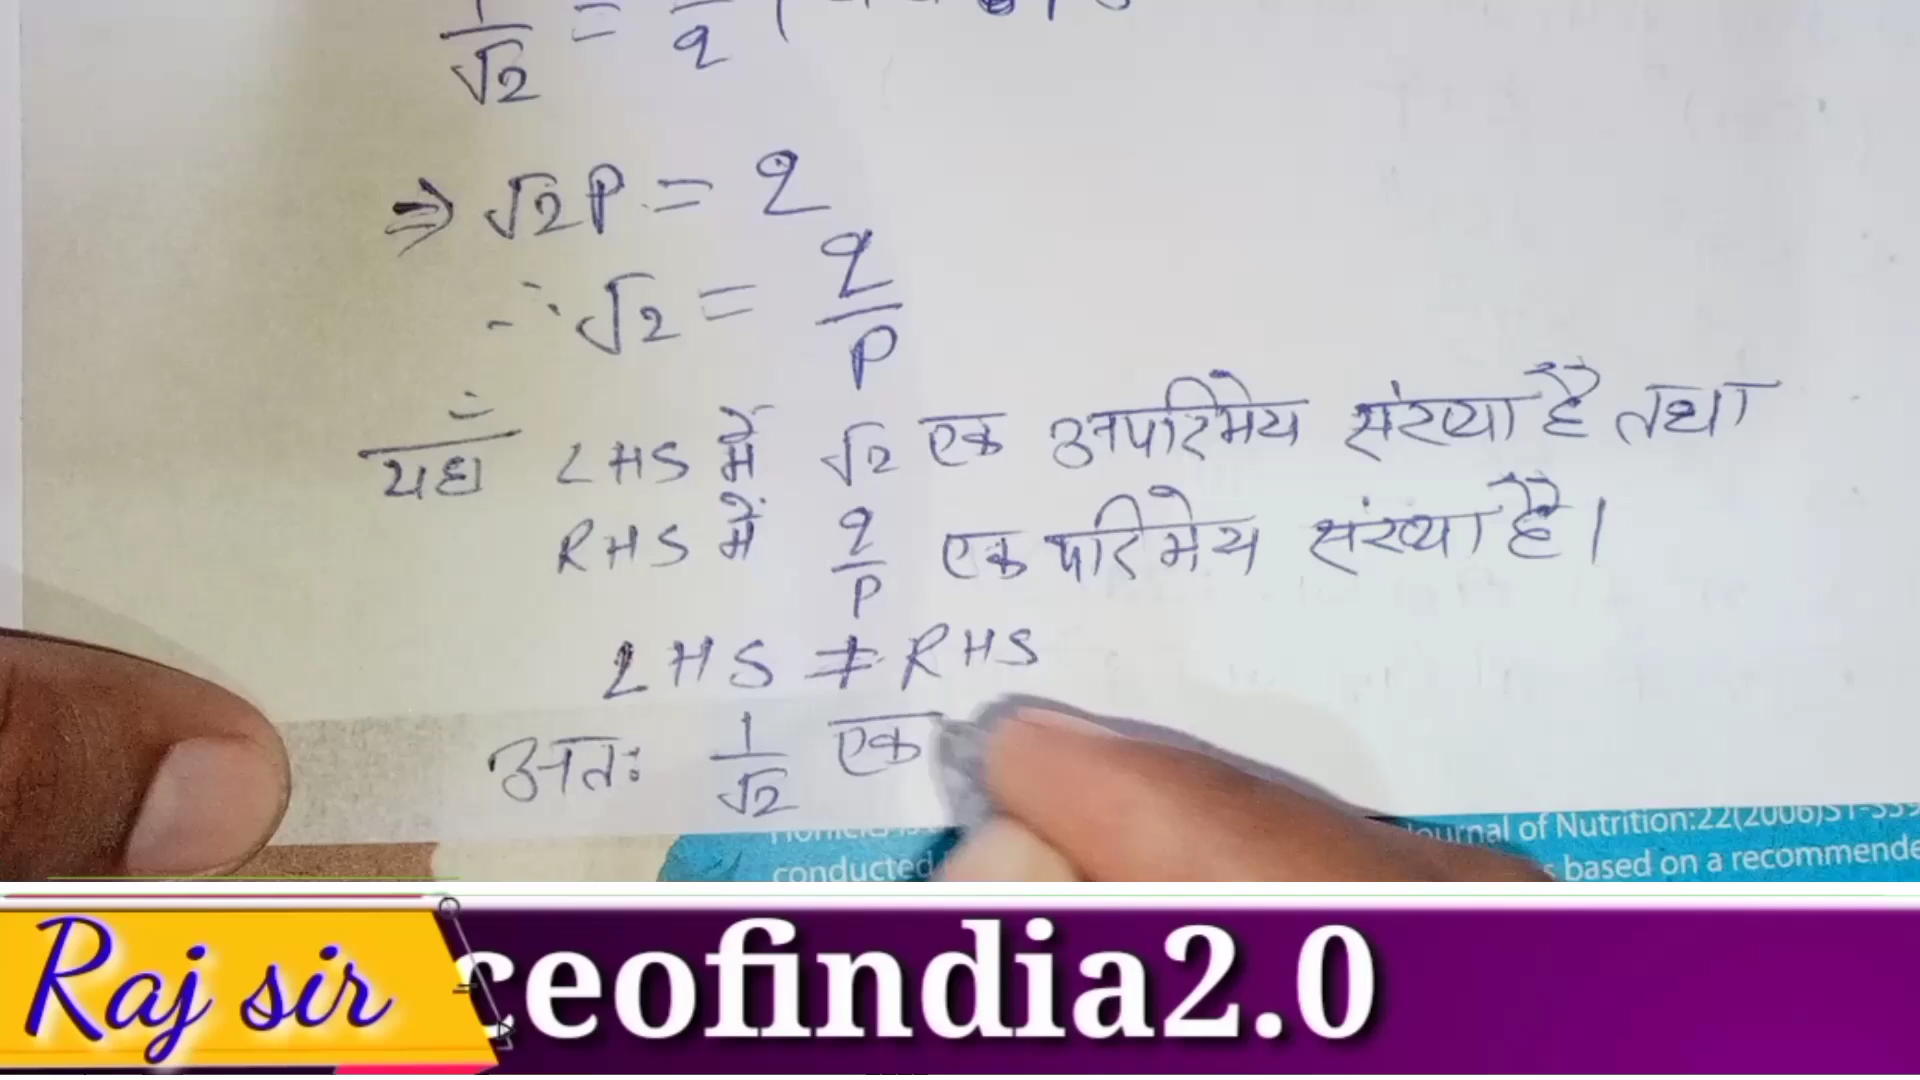 1/√2 = /q
⇒ √2P = q
∴ √2 = q/P
यहाँ LHS में √2 एक अपरिमेय संख्या है तथा
RHS में q/P एक परिमेय संख्या है।
LHS ≠ RHS
अतः 1/√2 एक
Journal of Nutrition:22(2006)S1-S39
conducted s based on a recommende
Raj sir ceofindia2.0